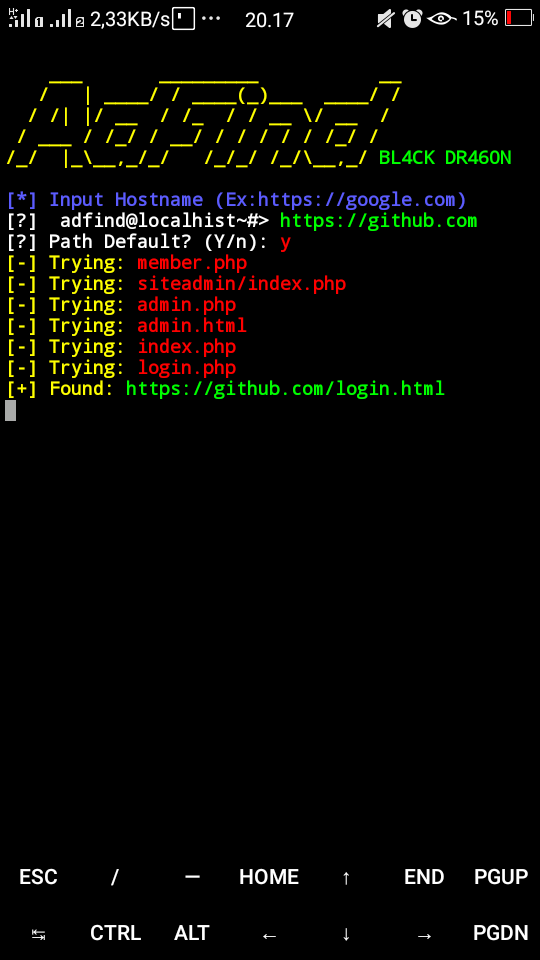 2,33KB/s ··· 20.17 15%
BL4CK DR46ON
[*] Input Hostname (Ex:https://google.com)
[?]  adfind@localhist~#> https://github.com
[?] Path Default? (Y/n): y
[-] Trying: member.php
[-] Trying: siteadmin/index.php
[-] Trying: admin.php
[-] Trying: admin.html
[-] Trying: index.php
[-] Trying: login.php
[+] Found: https://github.com/login.html
ESC / — HOME ↑ END PGUP
↹ CTRL ALT ← ↓ → PGDN